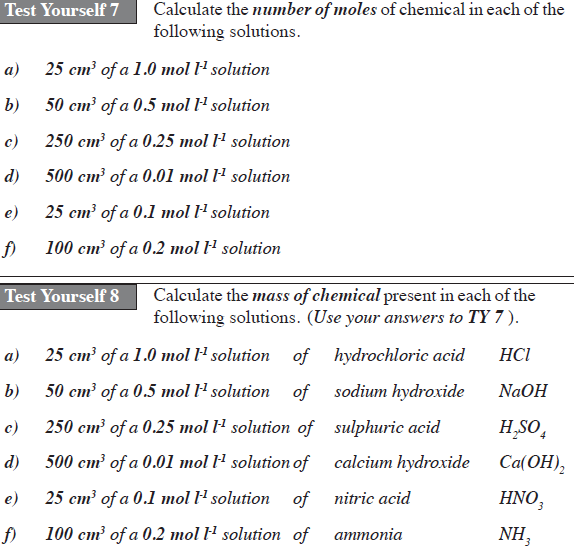 Test Yourself 7 Calculate the number of moles of chemical in each of the
following solutions.
a) 25 cm³ of a 1.0 mol l⁻¹ solution
b) 50 cm³ of a 0.5 mol l⁻¹ solution
c) 250 cm³ of a 0.25 mol l⁻¹ solution
d) 500 cm³ of a 0.01 mol l⁻¹ solution
e) 25 cm³ of a 0.1 mol l⁻¹ solution
f) 100 cm³ of a 0.2 mol l⁻¹ solution
Test Yourself 8 Calculate the mass of chemical present in each of the
following solutions. (Use your answers to TY 7 ).
a) 25 cm³ of a 1.0 mol l⁻¹ solution of hydrochloric acid HCl
b) 50 cm³ of a 0.5 mol l⁻¹ solution of sodium hydroxide NaOH
c) 250 cm³ of a 0.25 mol l⁻¹ solution of sulphuric acid H₂SO₄
d) 500 cm³ of a 0.01 mol l⁻¹ solution of calcium hydroxide Ca(OH)₂
e) 25 cm³ of a 0.1 mol l⁻¹ solution of nitric acid HNO₃
f) 100 cm³ of a 0.2 mol l⁻¹ solution of ammonia NH₃